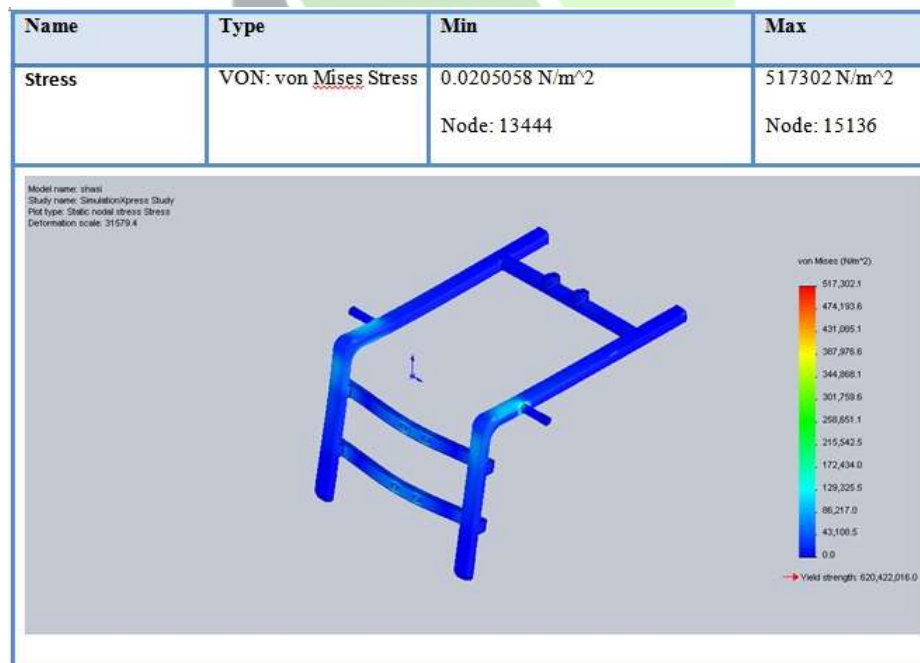 Name Type Min Max
Stress VON: von Mises Stress 0.0205058 N/m^2 517302 N/m^2
Node: 13444 Node: 15136
Model name: shasi
Study name: SimulationXpress Study
Plot type: Static nodal stress Stress
Deformation scale: 31579.4
von Mises (N/m^2)
517,302.1
474,193.6
431,085.1
387,976.6
344,868.1
301,759.6
258,651.1
215,542.5
172,434.0
129,325.5
86,217.0
43,108.5
0.0
Yield strength: 620,422,016.0